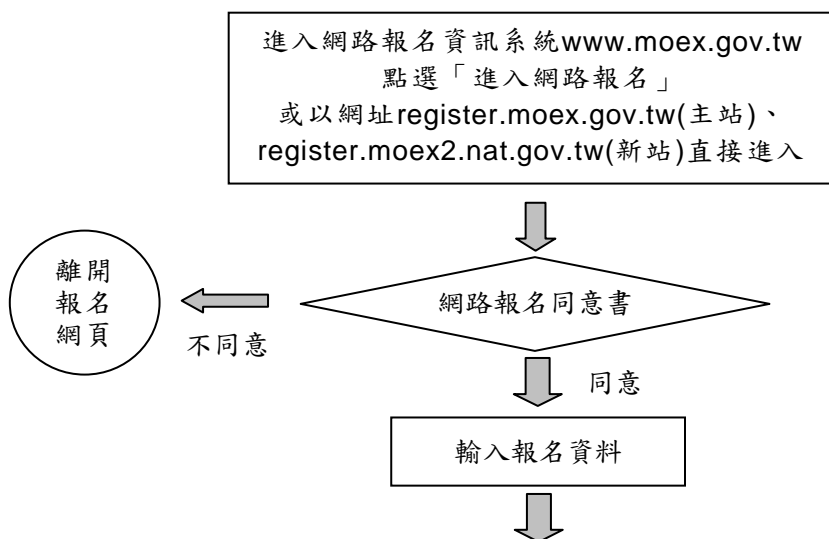 進入網路報名資訊系統www.moex.gov.tw
點選「進入網路報名」
或以網址register.moex.gov.tw(主站)、
register.moex2.nat.gov.tw(新站)直接進入
離開
報名
網頁
網路報名同意書
不同意
同意
輸入報名資料